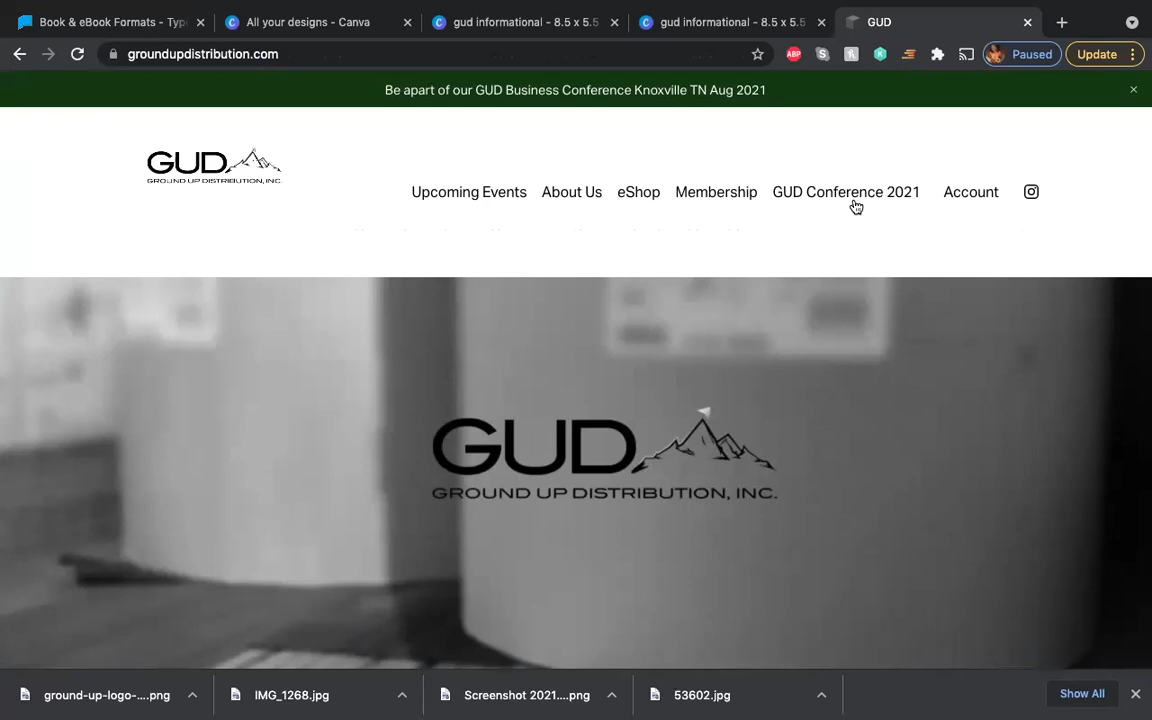 Book & eBook Formats - Type
All your designs - Canva
gud informational - 8.5 x 5.5
gud informational - 8.5 x 5.5
GUD
groundupdistribution.com
ABP
Paused
Update
Be apart of our GUD Business Conference Knoxville TN Aug 2021
GUD
GROUND UP DISTRIBUTION, INC.
Upcoming Events
About Us
eShop
Membership
GUD Conference 2021
Account
GUD
GROUND UP DISTRIBUTION, INC.
ground-up-logo-....png
IMG_1268.jpg
Screenshot 2021....png
53602.jpg
Show All